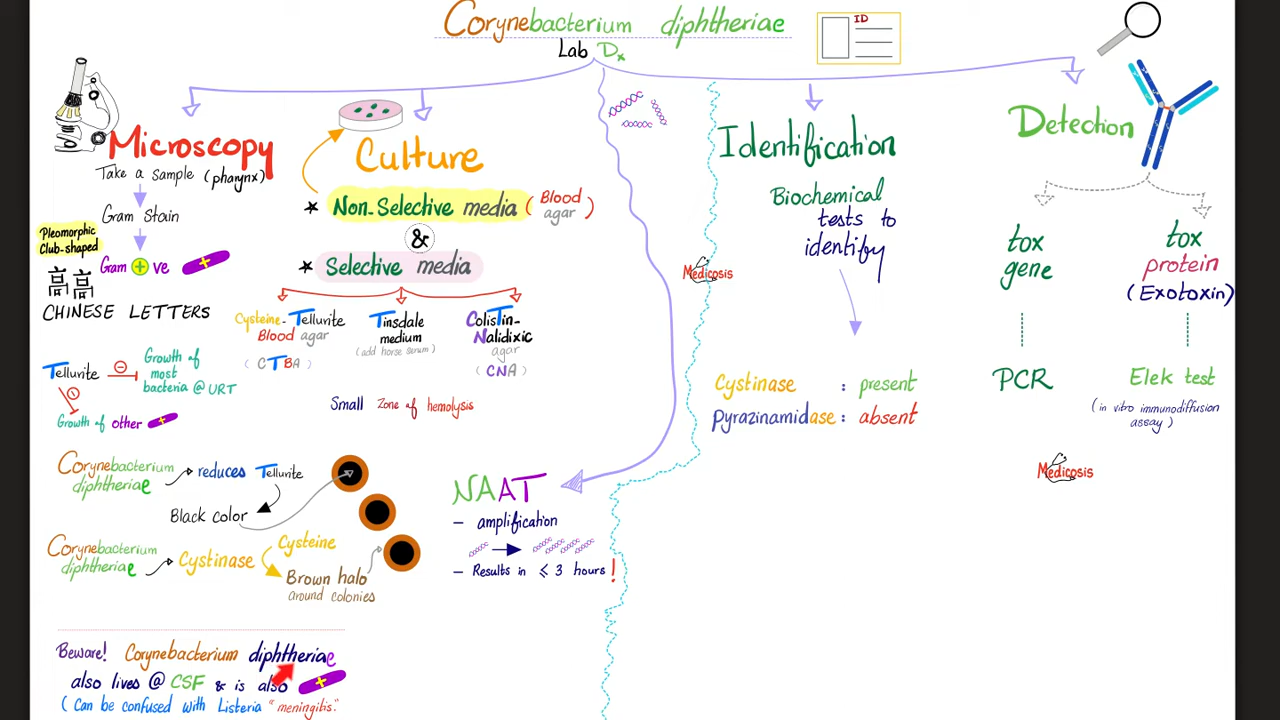 Corynebacterium diphtheriae
Lab Dx
ID
Microscopy
Take a sample (pharynx)
Gram Stain
Pleomorphic
Club-shaped
Gram + ve
+
CHINESE LETTERS
Tellurite
Growth of
most
bacteria @ URT
Growth of other
Culture
Non-Selective media (Blood
agar)
&
Selective media
Cysteine-Tellurite
Blood agar
(CTBA)
Tinsdale
medium
(add horse serum)
ColisTin-
Nalidixic
agar
(CNA)
Small Zone of hemolysis
Corynebacterium
diphtheriae
reduces Tellurite
Black color
Corynebacterium
diphtheriae
Cystinase
Cysteine
Brown halo
around colonies
NAAT
- amplification
- Results in ≤ 3 hours !
Beware! Corynebacterium diphtheriae
also lives @ CSF & is also +
(Can be confused with Listeria "meningitis."
Medicosis
Identification
Biochemical
tests to
identify
Cystinase : present
Pyrazinamidase : absent
Detection
tox
gene
PCR
tox
protein
(Exotoxin)
Elek test
(in vitro immunodiffusion
assay)
Medicosis